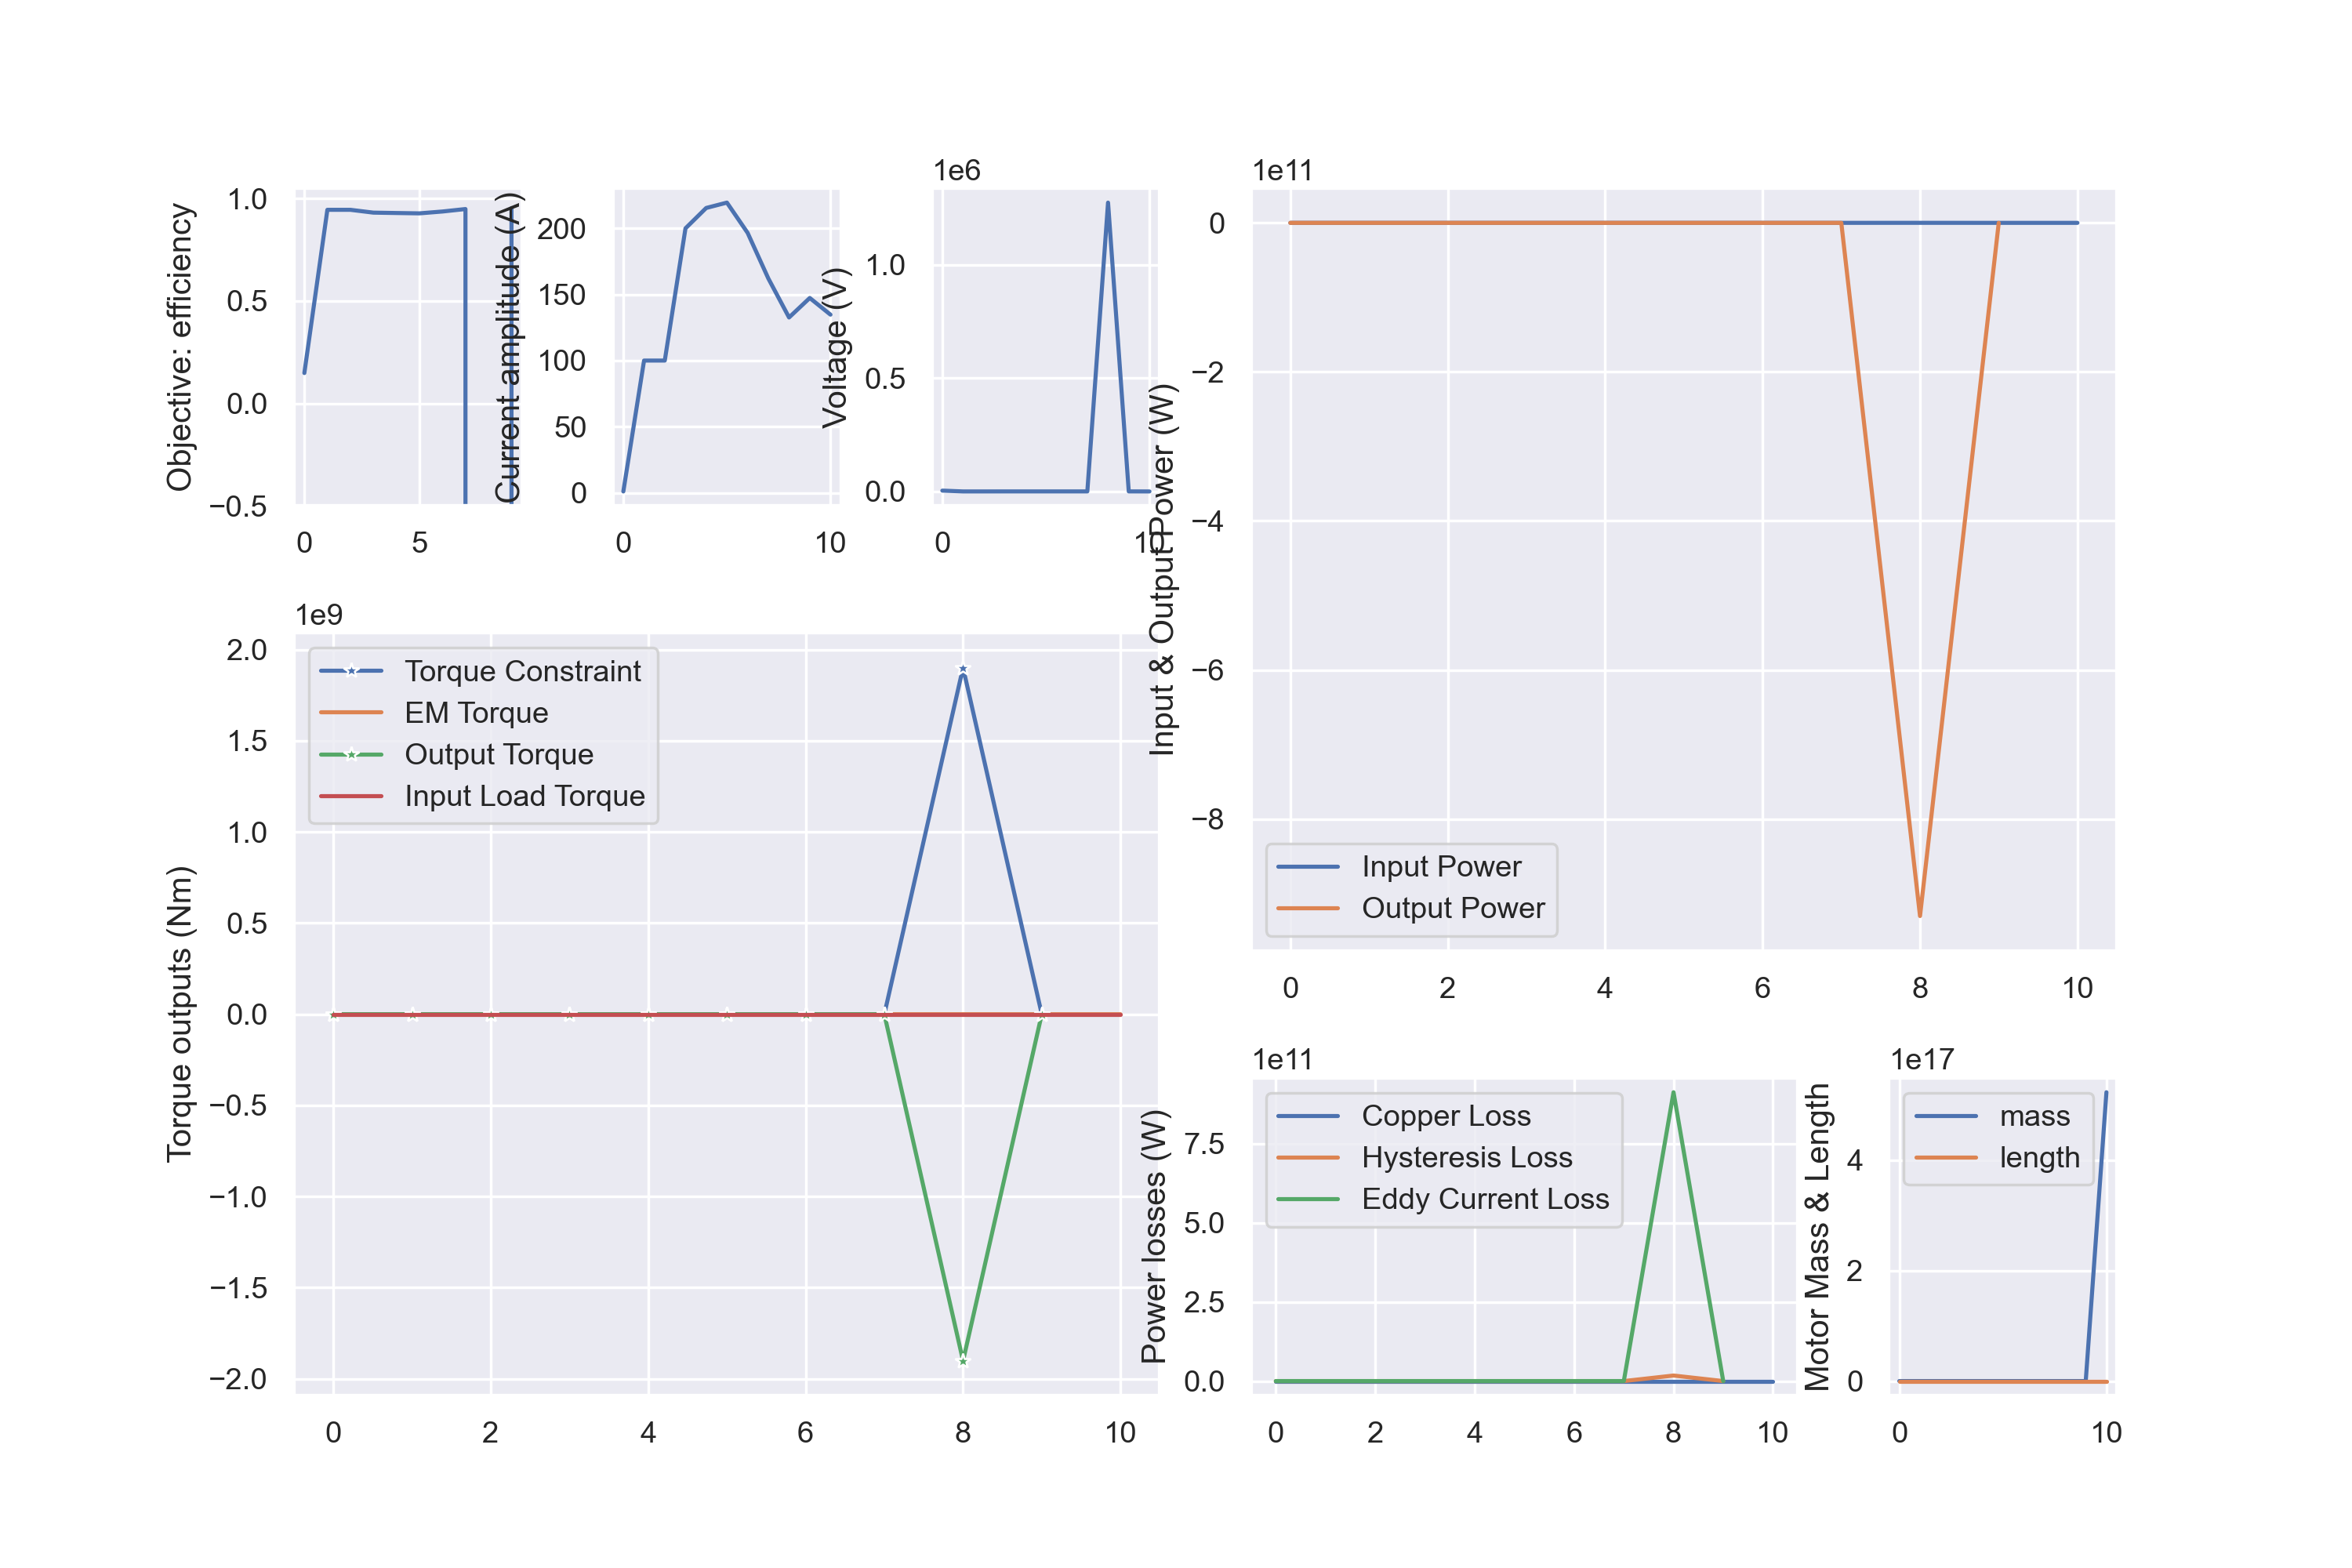 Objective: efficiency
1.0
0.5
0.0
−0.5
0 5
Current amplitude (A)
200
150
100
50
0
0 10
1e6
Voltage (V)
1.0
0.5
0.0
0 10
1e11
Input & Output Power (W)
0
−2
−4
−6
−8
Input Power
Output Power
0 2 4 6 8 10
1e9
Torque outputs (Nm)
2.0
1.5
1.0
0.5
0.0
−0.5
−1.0
−1.5
−2.0
Torque Constraint
EM Torque
Output Torque
Input Load Torque
0 2 4 6 8 10
1e11
Power losses (W)
7.5
5.0
2.5
0.0
Copper Loss
Hysteresis Loss
Eddy Current Loss
0 2 4 6 8 10
1e17
Motor Mass & Length
4
2
0
mass
length
0 10